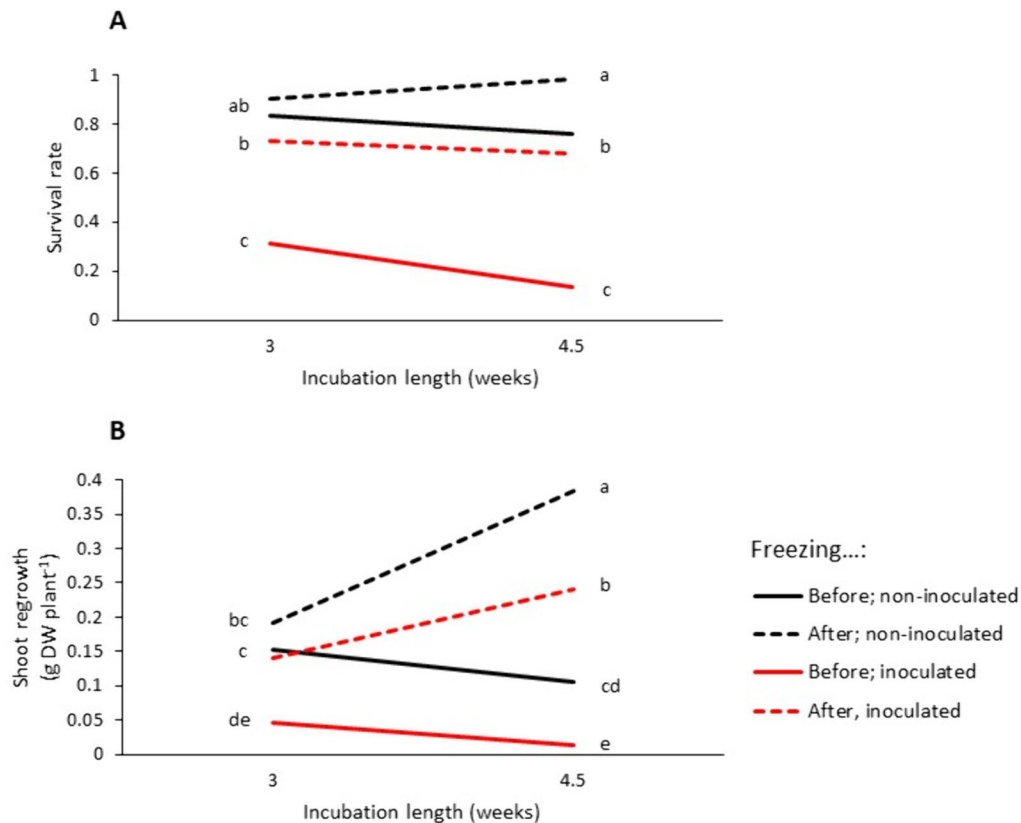 A
1
0.8
0.6
0.4
0.2
0
Survival rate
ab
b
c
a
b
c
3
4.5
Incubation length (weeks)
B
0.4
0.35
0.3
0.25
0.2
0.15
0.1
0.05
0
Shoot regrowth
(g DW plant⁻¹)
bc
c
de
a
b
cd
e
3
4.5
Incubation length (weeks)
Freezing...:
Before; non-inoculated
After; non-inoculated
Before; inoculated
After, inoculated